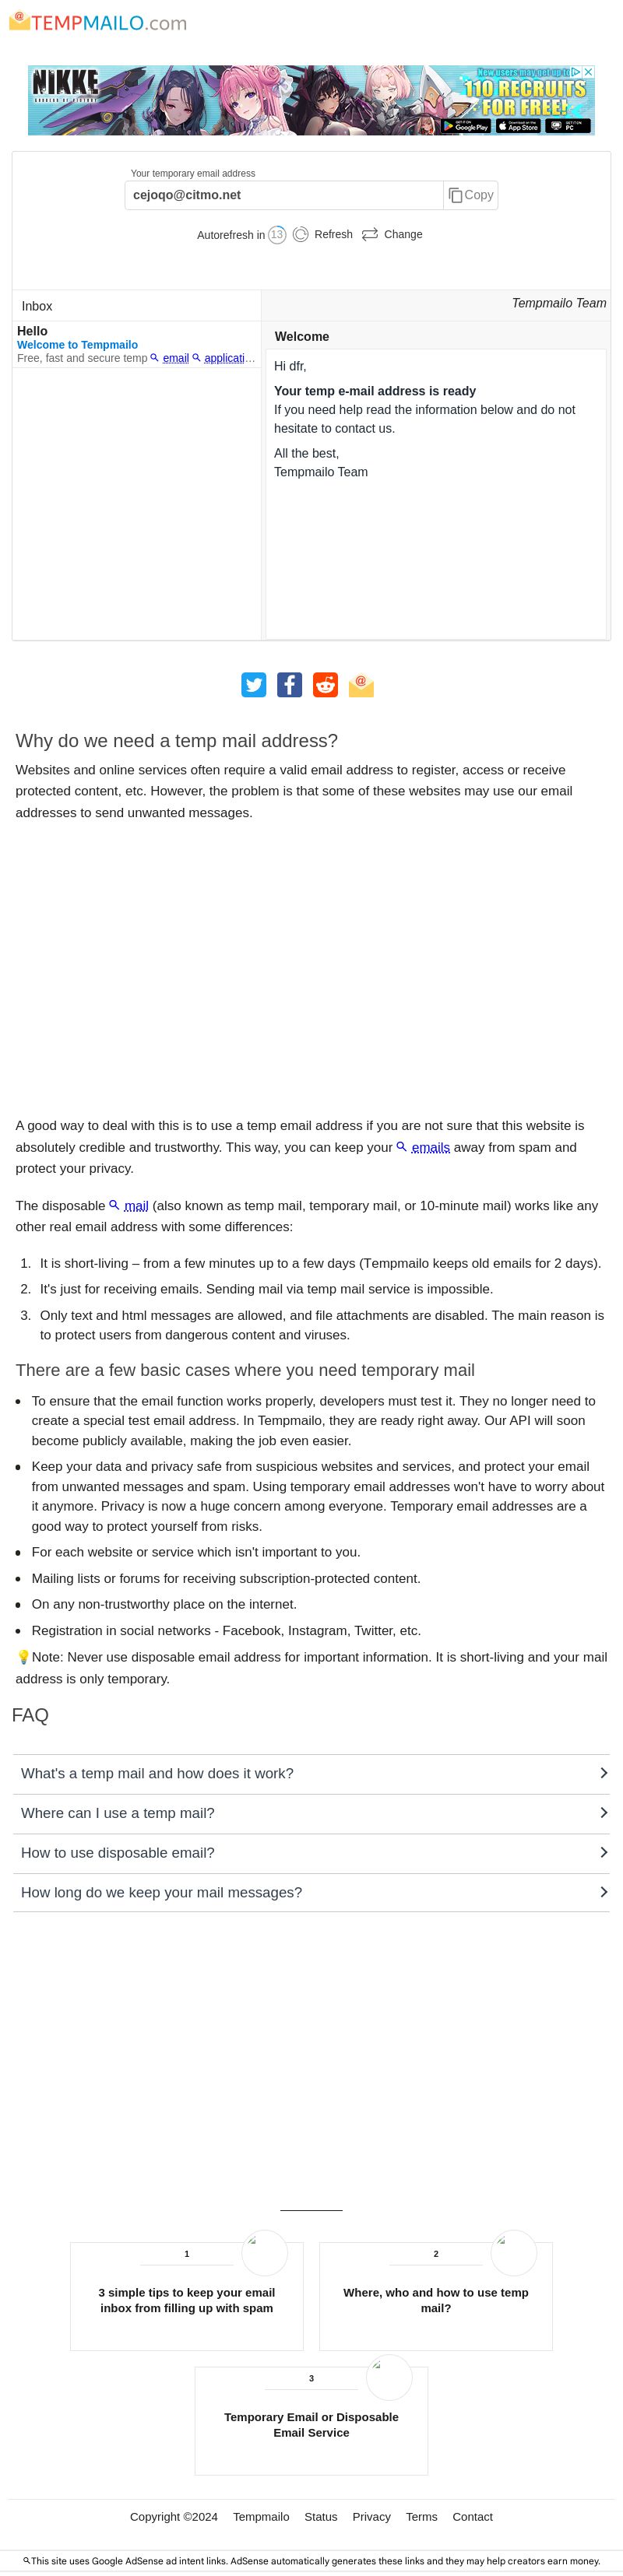 TEMPMAILO.com
NIKKE
GODDESS OF VICTORY
Now users may get up to
110 RECRUITS
FOR FREE!
GET IT ON Google Play
Download on the App Store
GET IT ON PC
Your temporary email address
cejoqo@citmo.net
Copy
Autorefresh in 13 Refresh Change
Inbox
Tempmailo Team
Hello
Welcome to Tempmailo
Free, fast and secure temp email applicati…
Welcome
Hi dfr,
Your temp e-mail address is ready
If you need help read the information below and do not
hesitate to contact us.
All the best,
Tempmailo Team
Why do we need a temp mail address?
Websites and online services often require a valid email address to register, access or receive
protected content, etc. However, the problem is that some of these websites may use our email
addresses to send unwanted messages.
A good way to deal with this is to use a temp email address if you are not sure that this website is
absolutely credible and trustworthy. This way, you can keep your emails away from spam and
protect your privacy.
The disposable mail (also known as temp mail, temporary mail, or 10-minute mail) works like any
other real email address with some differences:
1. It is short-living – from a few minutes up to a few days (Tempmailo keeps old emails for 2 days).
2. It's just for receiving emails. Sending mail via temp mail service is impossible.
3. Only text and html messages are allowed, and file attachments are disabled. The main reason is
to protect users from dangerous content and viruses.
There are a few basic cases where you need temporary mail
• To ensure that the email function works properly, developers must test it. They no longer need to
create a special test email address. In Tempmailo, they are ready right away. Our API will soon
become publicly available, making the job even easier.
• Keep your data and privacy safe from suspicious websites and services, and protect your email
from unwanted messages and spam. Using temporary email addresses won't have to worry about
it anymore. Privacy is now a huge concern among everyone. Temporary email addresses are a
good way to protect yourself from risks.
• For each website or service which isn't important to you.
• Mailing lists or forums for receiving subscription-protected content.
• On any non-trustworthy place on the internet.
• Registration in social networks - Facebook, Instagram, Twitter, etc.
💡Note: Never use disposable email address for important information. It is short-living and your mail
address is only temporary.
FAQ
What's a temp mail and how does it work?
Where can I use a temp mail?
How to use disposable email?
How long do we keep your mail messages?
1
3 simple tips to keep your email
inbox from filling up with spam
2
Where, who and how to use temp
mail?
3
Temporary Email or Disposable
Email Service
Copyright ©2024 Tempmailo Status Privacy Terms Contact
This site uses Google AdSense ad intent links. AdSense automatically generates these links and they may help creators earn money.